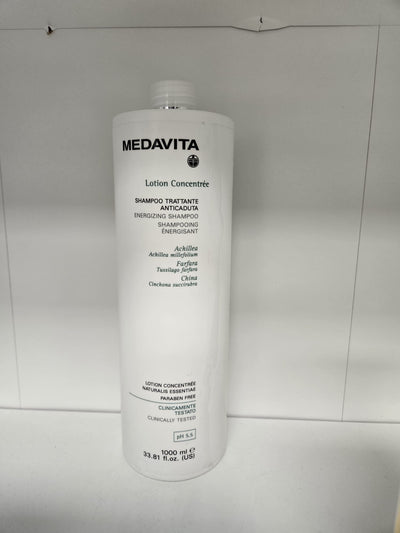 MEDAVITA
Lotion Concentrée
SHAMPOO TRATTANTE
ANTICADUTA
ENERGIZING SHAMPOO
SHAMPOOING
ÉNERGISANT
Achillea
Achillea millefolium
Farfara
Tussilago farfara
China
Cinchona succirubra
LOTION CONCENTRÉE
NATURALIS ESSENTIAE
PARABEN FREE
CLINICAMENTE
TESTATO
CLINICALLY TESTED
pH 5.5
1000 ml e
33.81 fl.oz. (US)